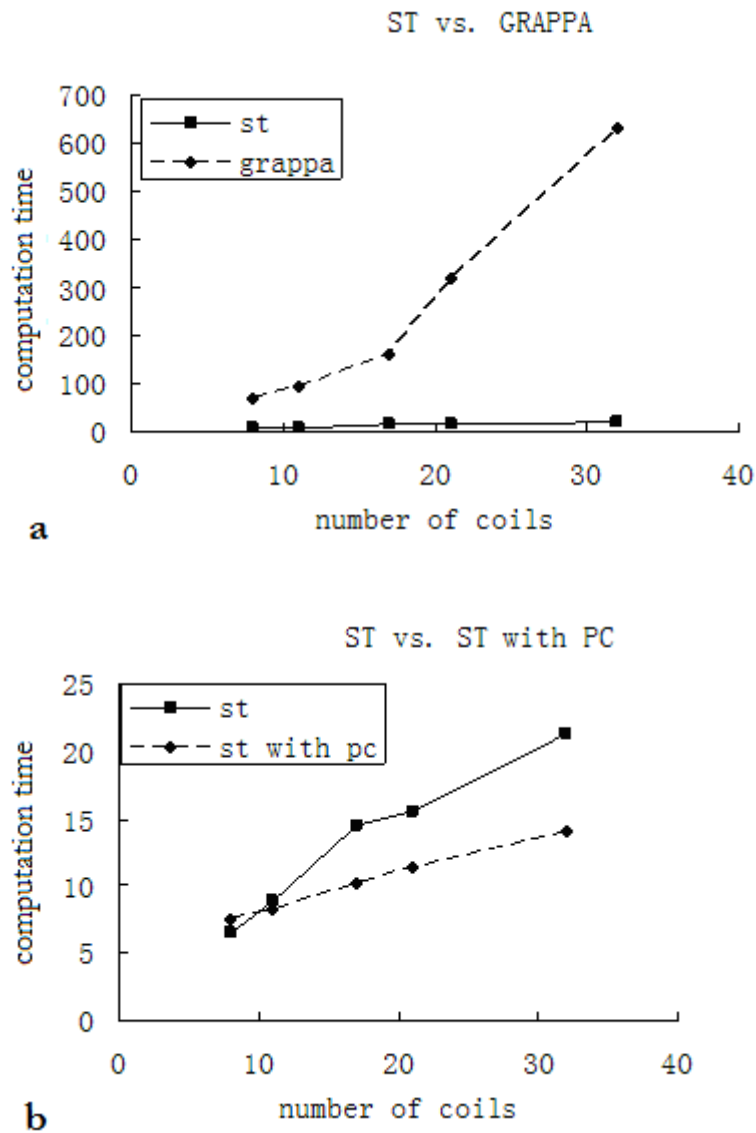 ST vs. GRAPPA
700
600
500
400
300
200
100
0
st
grappa
computation time
0 10 20 30 40
number of coils
a
ST vs. ST with PC
25
20
15
10
5
0
st
st with pc
computation time
0 10 20 30 40
number of coils
b